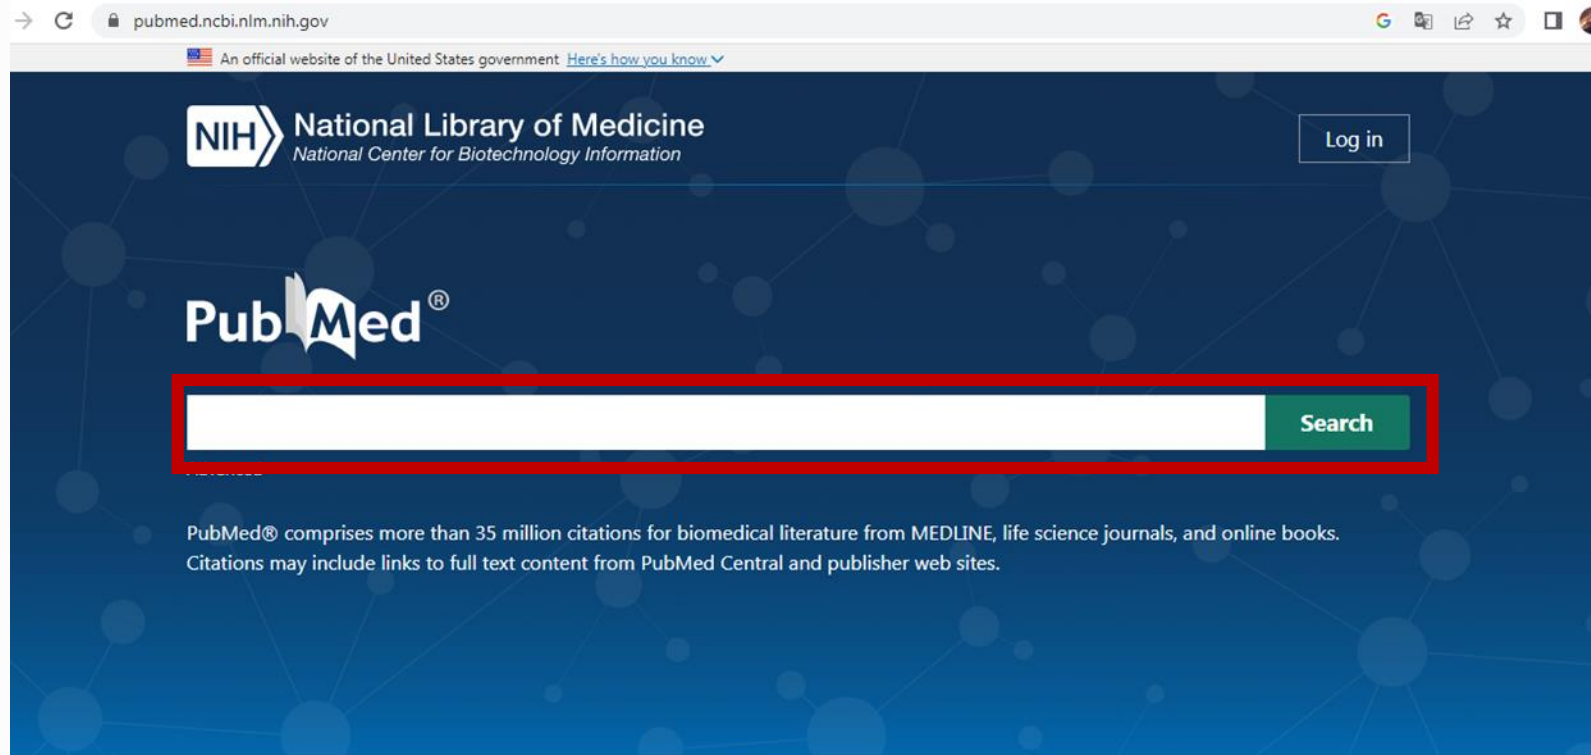 pubmed.ncbi.nlm.nih.gov
An official website of the United States government Here's how you know
NIH National Library of Medicine
National Center for Biotechnology Information
Log in
PubMed®
Search
PubMed® comprises more than 35 million citations for biomedical literature from MEDLINE, life science journals, and online books.
Citations may include links to full text content from PubMed Central and publisher web sites.